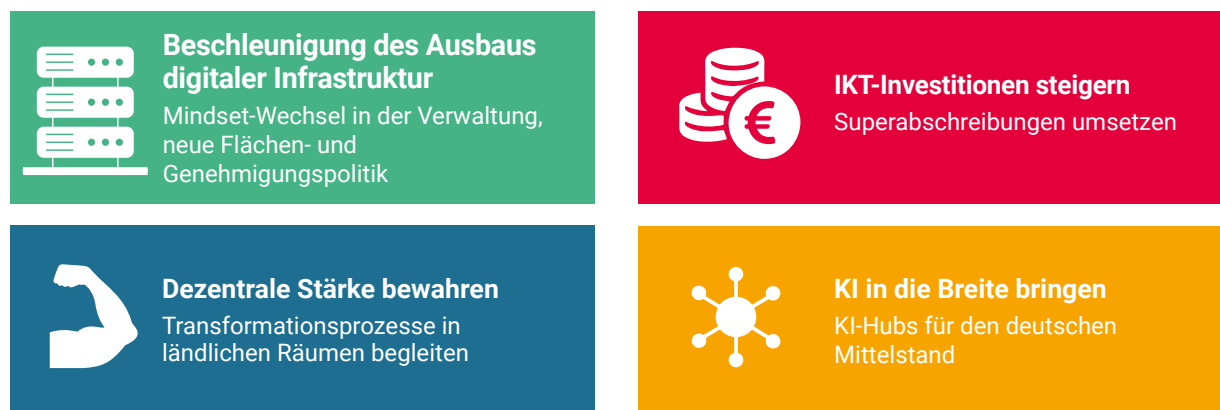 Beschleunigung des Ausbaus
digitaler Infrastruktur
Mindset-Wechsel in der Verwaltung,
neue Flächen- und
Genehmigungspolitik
IKT-Investitionen steigern
Superabschreibungen umsetzen
€
Dezentrale Stärke bewahren
Transformationsprozesse in
ländlichen Räumen begleiten
KI in die Breite bringen
KI-Hubs für den deutschen
Mittelstand